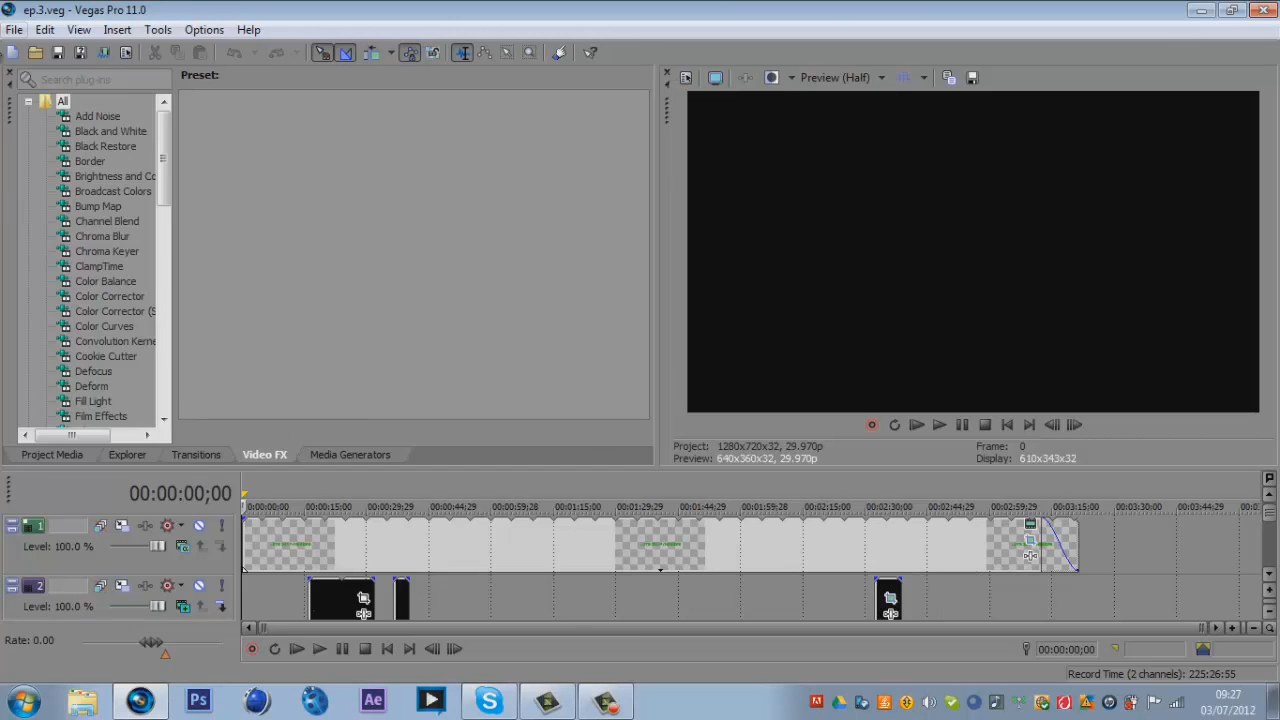 ep.3.veg - Vegas Pro 11.0
File Edit View Insert Tools Options Help
Search plug-ins
Preset:
Preview (Half)
All
Add Noise
Black and White
Black Restore
Border
Brightness and Co
Broadcast Colors
Bump Map
Channel Blend
Chroma Blur
Chroma Keyer
ClampTime
Color Balance
Color Corrector
Color Corrector (S
Color Curves
Convolution Kerne
Cookie Cutter
Defocus
Deform
Fill Light
Film Effects
Project: 1280x720x32, 29.970p Frame: 0
Preview: 640x360x32, 29.970p Display: 610x343x32
Project Media Explorer Transitions Video FX Media Generators
00:00:00;00
0:00:00:00 00:00:15:00 00:00:29:29 00:00:44:29 00:00:59:28 00:01:15:00 00:01:29:29 00:01:44:29 00:01:59:28 00:02:15:00 00:02:30:00 00:02:44:29 00:02:59:29 00:03:15:00 00:03:30:00 00:03:44:29 00:0
1
Level: 100.0 %
2
Level: 100.0 %
Rate: 0.00
00:00:00;00
Record Time (2 channels): 225:26:55
Ps Ae
09:27
03/07/2012